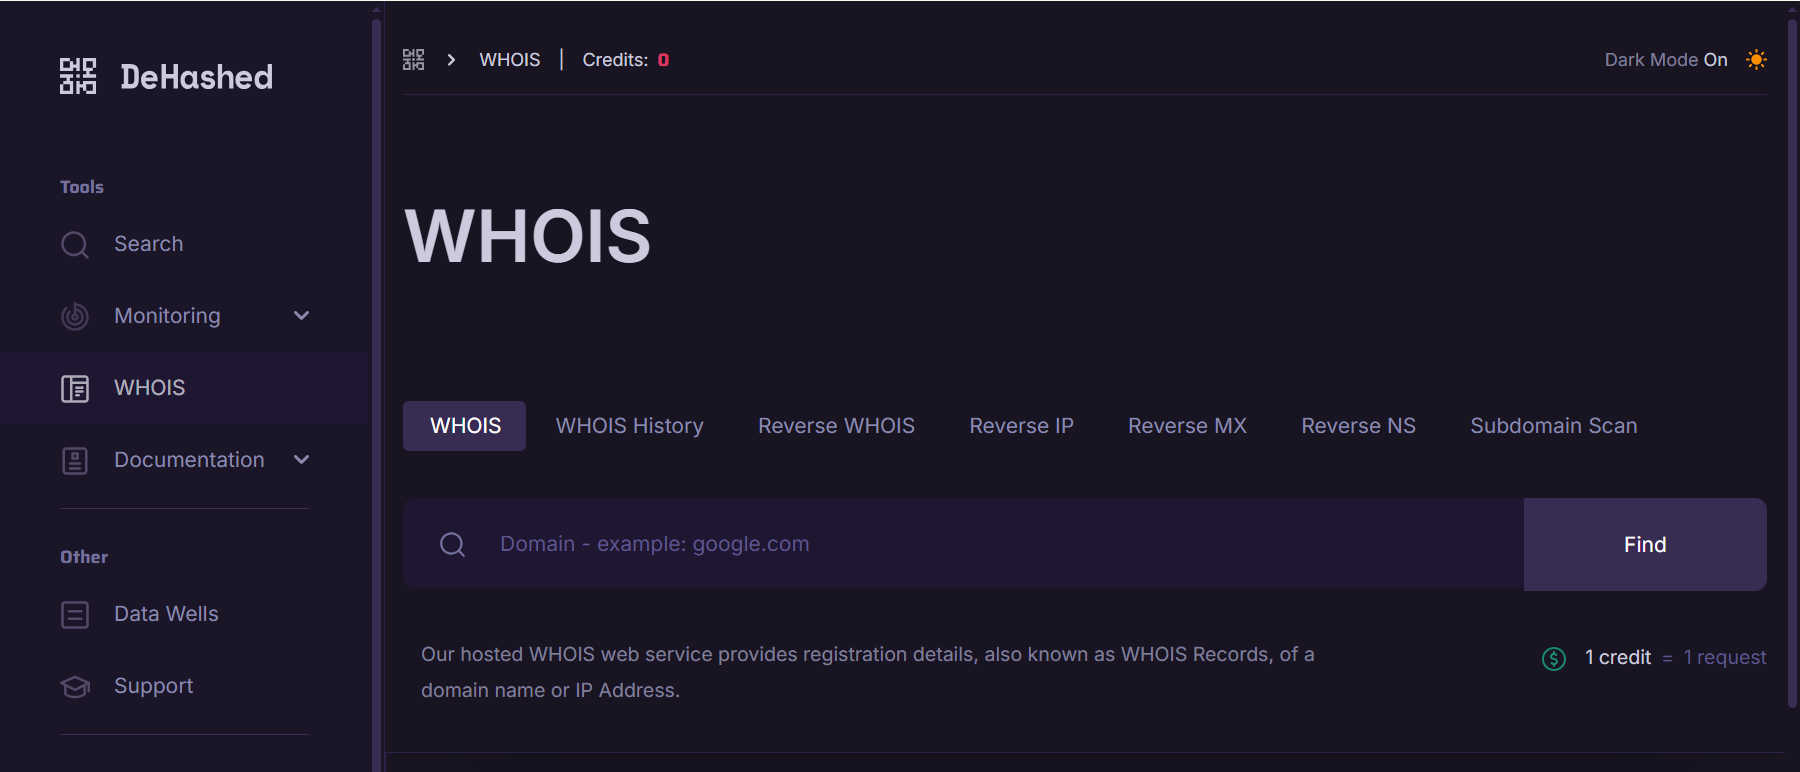 DeHashed
Tools
Search
Monitoring
WHOIS
Documentation
Other
Data Wells
Support
WHOIS | Credits: 0
Dark Mode On
WHOIS
WHOIS WHOIS History Reverse WHOIS Reverse IP Reverse MX Reverse NS Subdomain Scan
Domain - example: google.com
Find
Our hosted WHOIS web service provides registration details, also known as WHOIS Records, of a
domain name or IP Address.
1 credit = 1 request